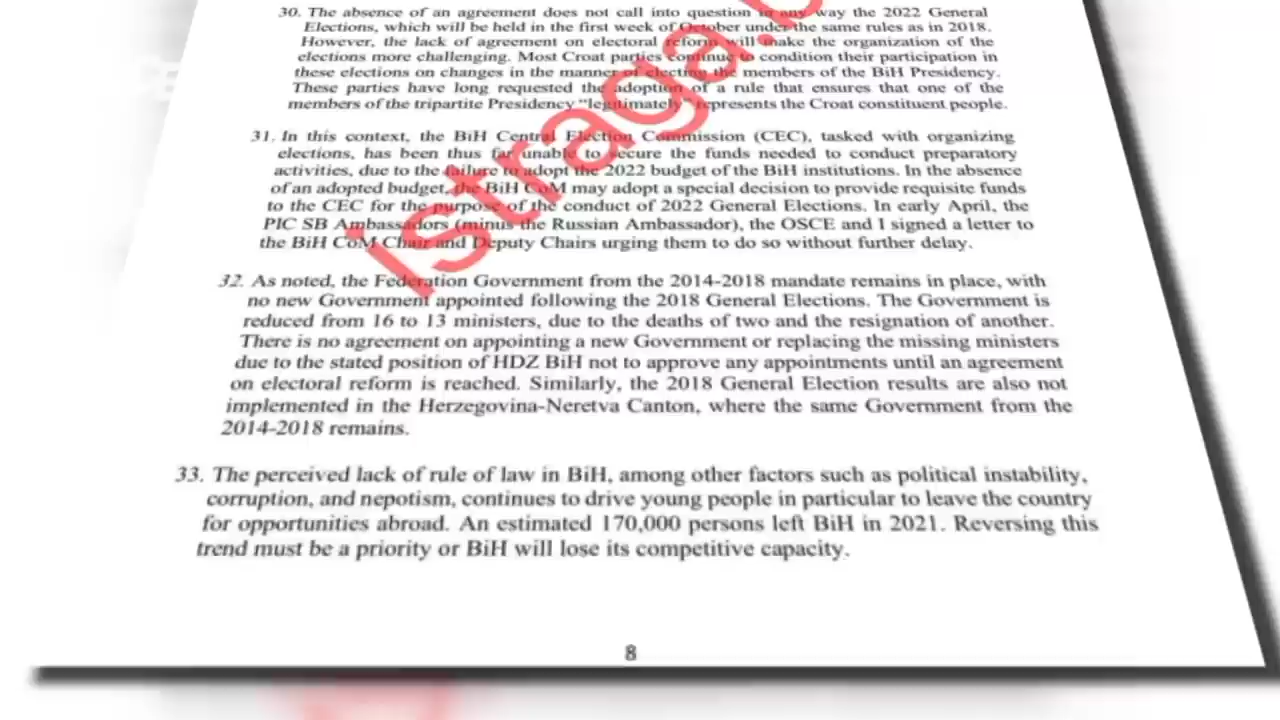 30. The absence of an agreement does not call into question in any way the 2022 General
Elections, which will be held in the first week of October under the same rules as in 2018.
However, the lack of agreement on electoral reform will make the organization of the
elections more challenging. Most Croat parties continue to condition their participation in
these elections on changes in the manner of electing the members of the BiH Presidency.
These parties have long requested the adoption of a rule that ensures that one of the
members of the tripartite Presidency "legitimately" represents the Croat constituent people.
31. In this context, the BiH Central Election Commission (CEC), tasked with organizing
elections, has been thus far unable to secure the funds needed to conduct preparatory
activities, due to the failure to adopt the 2022 budget of the BiH institutions. In the absence
of an adopted budget, the BiH CoM may adopt a special decision to provide requisite funds
to the CEC for the purpose of the conduct of 2022 General Elections. In early April, the
PIC SB Ambassadors (minus the Russian Ambassador), the OSCE and I signed a letter to
the BiH CoM Chair and Deputy Chairs urging them to do so without further delay.
32. As noted, the Federation Government from the 2014-2018 mandate remains in place, with
no new Government appointed following the 2018 General Elections. The Government is
reduced from 16 to 13 ministers, due to the deaths of two and the resignation of another.
There is no agreement on appointing a new Government or replacing the missing ministers
due to the stated position of HDZ BiH not to approve any appointments until an agreement
on electoral reform is reached. Similarly, the 2018 General Election results are also not
implemented in the Herzegovina-Neretva Canton, where the same Government from the
2014-2018 remains.
33. The perceived lack of rule of law in BiH, among other factors such as political instability,
corruption, and nepotism, continues to drive young people in particular to leave the country
for opportunities abroad. An estimated 170,000 persons left BiH in 2021. Reversing this
trend must be a priority or BiH will lose its competitive capacity.
8
istraga.b